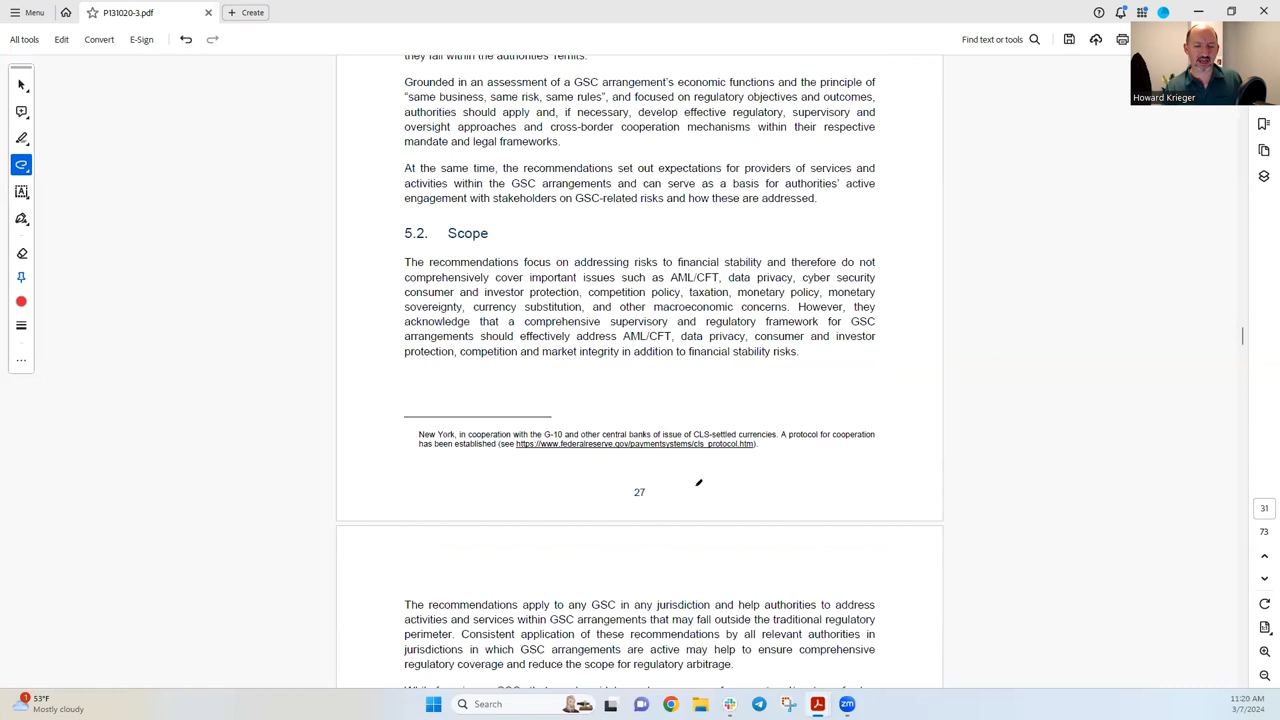 Menu
P131020-3.pdf
Create
All tools
Edit
Convert
E-Sign
Find text or tools
Howard Krieger
they fall within the authorities' remits.
Grounded in an assessment of a GSC arrangement's economic functions and the principle of
“same business, same risk, same rules”, and focused on regulatory objectives and outcomes,
authorities should apply and, if necessary, develop effective regulatory, supervisory and
oversight approaches and cross-border cooperation mechanisms within their respective
mandate and legal frameworks.
At the same time, the recommendations set out expectations for providers of services and
activities within the GSC arrangements and can serve as a basis for authorities' active
engagement with stakeholders on GSC-related risks and how these are addressed.
5.2. Scope
The recommendations focus on addressing risks to financial stability and therefore do not
comprehensively cover important issues such as AML/CFT, data privacy, cyber security
consumer and investor protection, competition policy, taxation, monetary policy, monetary
sovereignty, currency substitution, and other macroeconomic concerns. However, they
acknowledge that a comprehensive supervisory and regulatory framework for GSC
arrangements should effectively address AML/CFT, data privacy, consumer and investor
protection, competition and market integrity in addition to financial stability risks.
New York, in cooperation with the G-10 and other central banks of issue of CLS-settled currencies. A protocol for cooperation
has been established (see https://www.federalreserve.gov/paymentsystems/cls_protocol.htm).
27
The recommendations apply to any GSC in any jurisdiction and help authorities to address
activities and services within GSC arrangements that may fall outside the traditional regulatory
perimeter. Consistent application of these recommendations by all relevant authorities in
jurisdictions in which GSC arrangements are active may help to ensure comprehensive
regulatory coverage and reduce the scope for regulatory arbitrage.
31
73
1
53°F
Mostly cloudy
Search
zm
11:20 AM
3/7/2024